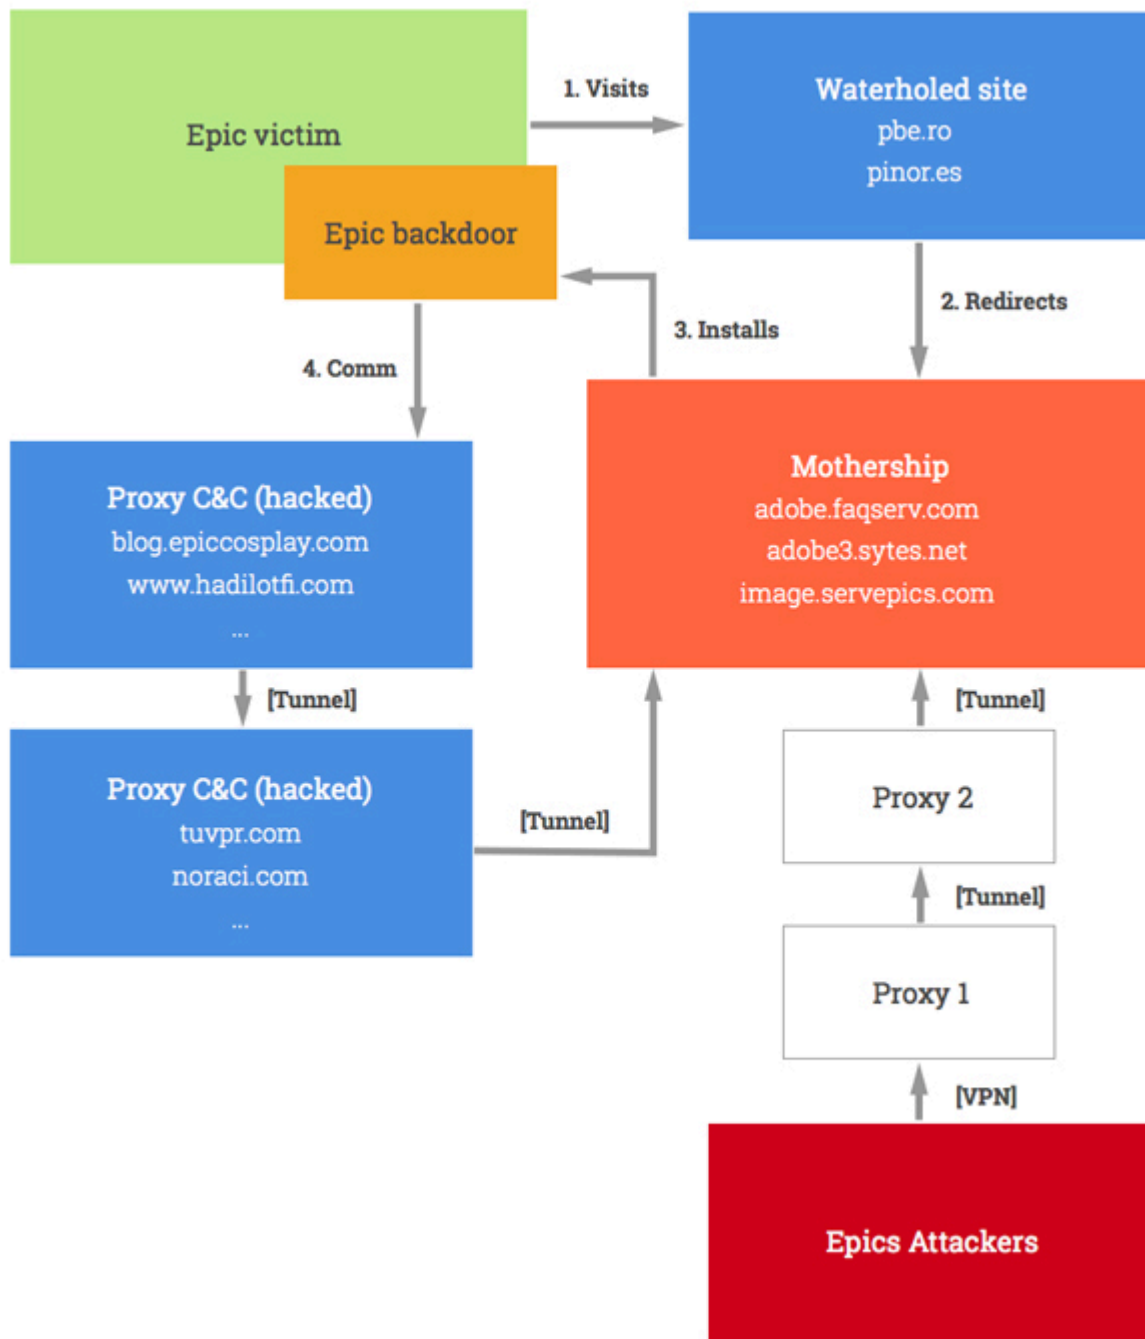 Epic victim
1. Visits
Waterholed site
pbe.ro
pinor.es
Epic backdoor
2. Redirects
3. Installs
4. Comm
Mothership
adobe.faqserv.com
adobe3.sytes.net
image.servepics.com
Proxy C&C (hacked)
blog.epiccosplay.com
www.hadilotfi.com
...
[Tunnel]
Proxy C&C (hacked)
tuvpr.com
noraci.com
...
[Tunnel]
[Tunnel]
Proxy 2
[Tunnel]
Proxy 1
[VPN]
Epics Attackers